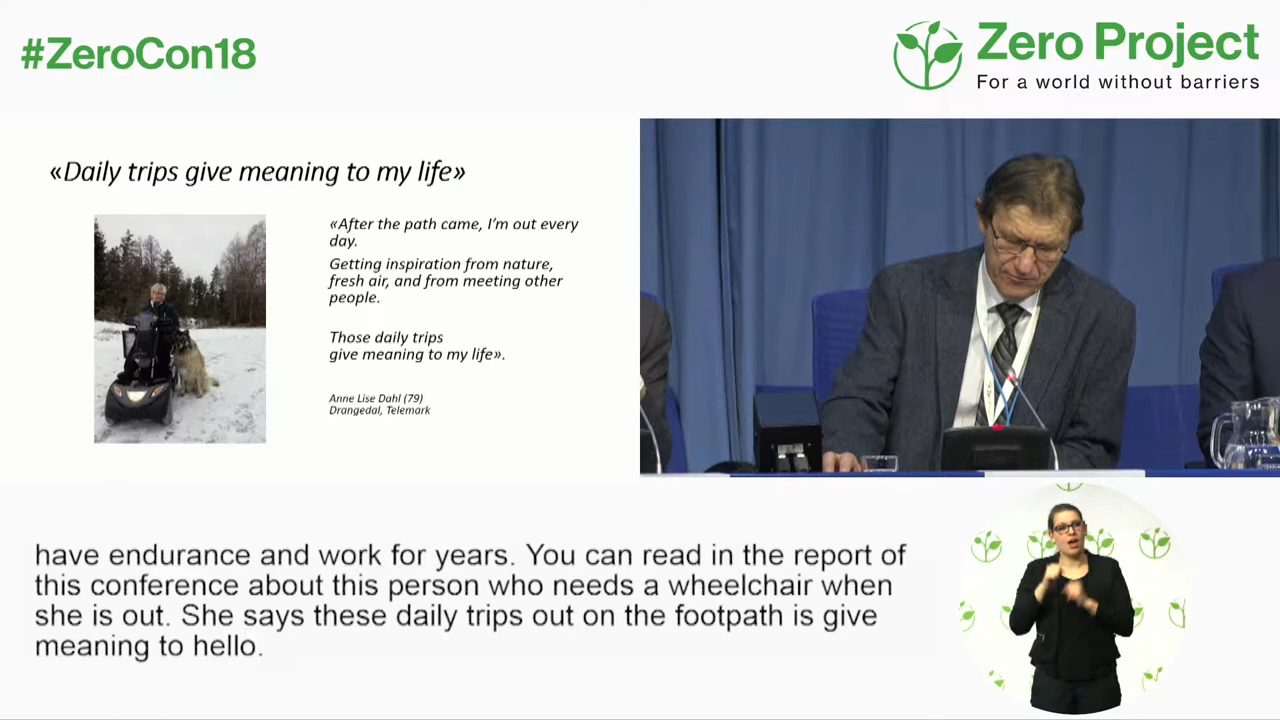 #ZeroCon18
Zero Project
For a world without barriers
«Daily trips give meaning to my life»
«After the path came, I'm out every
day.
Getting inspiration from nature,
fresh air, and from meeting other
people.
Those daily trips
give meaning to my life».
Anne Lise Dahl (79)
Drangedal, Telemark
have endurance and work for years. You can read in the report of
this conference about this person who needs a wheelchair when
she is out. She says these daily trips out on the footpath is give
meaning to hello.